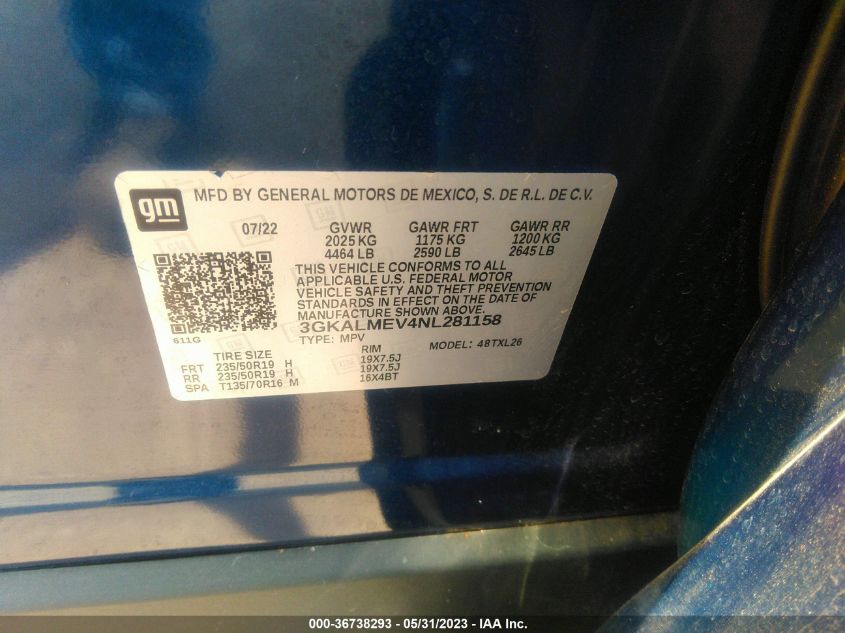 gm
MFD BY GENERAL MOTORS DE MEXICO, S. DE R.L. DE C.V.
07/22 GVWR GAWR FRT GAWR RR
2025 KG 1175 KG 1200 KG
4464 LB 2590 LB 2645 LB
THIS VEHICLE CONFORMS TO ALL
APPLICABLE U.S. FEDERAL MOTOR
VEHICLE SAFETY AND THEFT PREVENTION
STANDARDS IN EFFECT ON THE DATE OF
MANUFACTURE SHOWN ABOVE.
611G 3GKALMEV4NL281158
TYPE: MPV MODEL: 48TXL26
TIRE SIZE RIM
FRT 235/50R19 H 19X7.5J
RR 235/50R19 H 19X7.5J
SPA T135/70R16 M 16X4BT
000-36738293 - 05/31/2023 - IAA Inc.